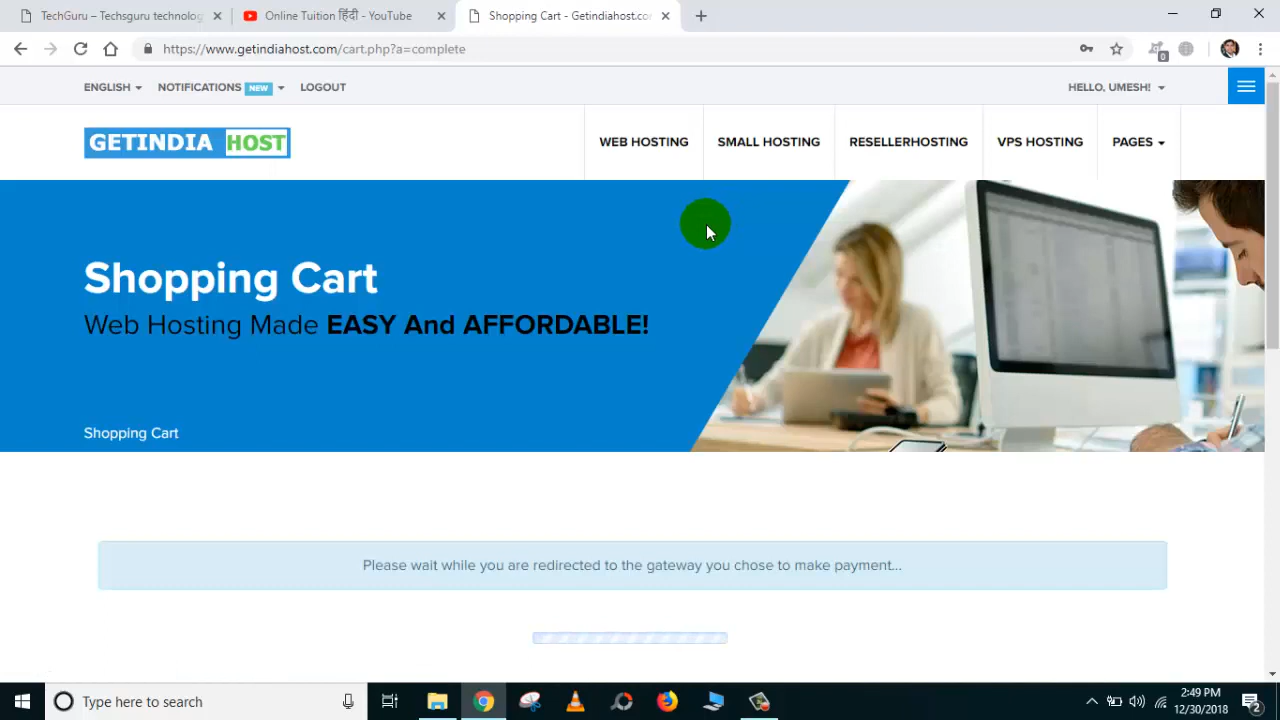 TechGuru – Techsguru technolog
Online Tuition हिंदी - YouTube
Shopping Cart - Getindiahost.com
https://www.getindiahost.com/cart.php?a=complete
0
ENGLISH
NOTIFICATIONS NEW
LOGOUT
HELLO, UMESH!
GETINDIA HOST
WEB HOSTING
SMALL HOSTING
RESELLERHOSTING
VPS HOSTING
PAGES
Shopping Cart
Web Hosting Made EASY And AFFORDABLE!
Shopping Cart
Please wait while you are redirected to the gateway you chose to make payment...
Type here to search
2:49 PM
12/30/2018
2